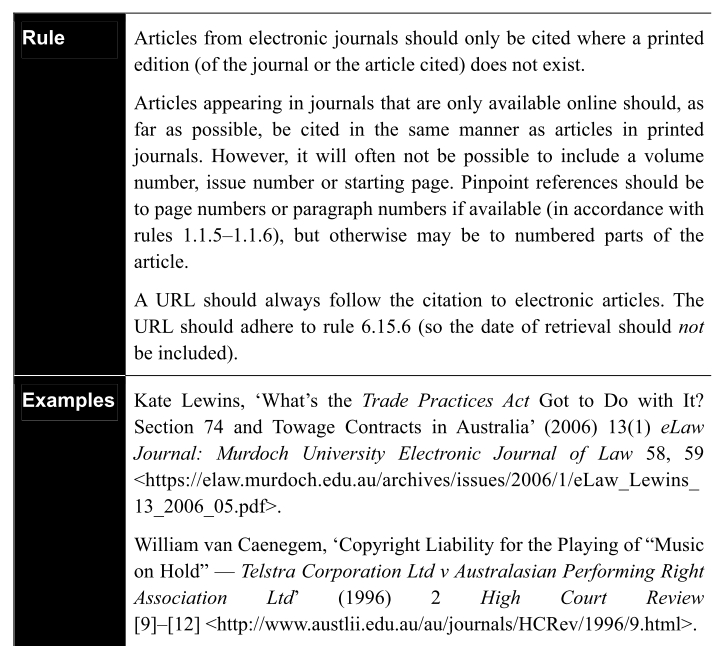 Rule
Articles from electronic journals should only be cited where a printed
edition (of the journal or the article cited) does not exist.
Articles appearing in journals that are only available online should, as
far as possible, be cited in the same manner as articles in printed
journals. However, it will often not be possible to include a volume
number, issue number or starting page. Pinpoint references should be
to page numbers or paragraph numbers if available (in accordance with
rules 1.1.5–1.1.6), but otherwise may be to numbered parts of the
article.
A URL should always follow the citation to electronic articles. The
URL should adhere to rule 6.15.6 (so the date of retrieval should not
be included).
Examples
Kate Lewins, ‘What’s the Trade Practices Act Got to Do with It?
Section 74 and Towage Contracts in Australia’ (2006) 13(1) eLaw
Journal: Murdoch University Electronic Journal of Law 58, 59
<https://elaw.murdoch.edu.au/archives/issues/2006/1/eLaw_Lewins_
13_2006_05.pdf>.
William van Caenegem, ‘Copyright Liability for the Playing of “Music
on Hold” — Telstra Corporation Ltd v Australasian Performing Right
Association Ltd’ (1996) 2 High Court Review
[9]–[12] <http://www.austlii.edu.au/au/journals/HCRev/1996/9.html>.